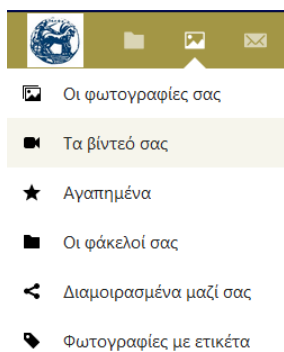 Οι φωτογραφίες σας
Τα βίντεό σας
Αγαπημένα
Οι φάκελοί σας
Διαμοιρασμένα μαζί σας
Φωτογραφίες με ετικέτα